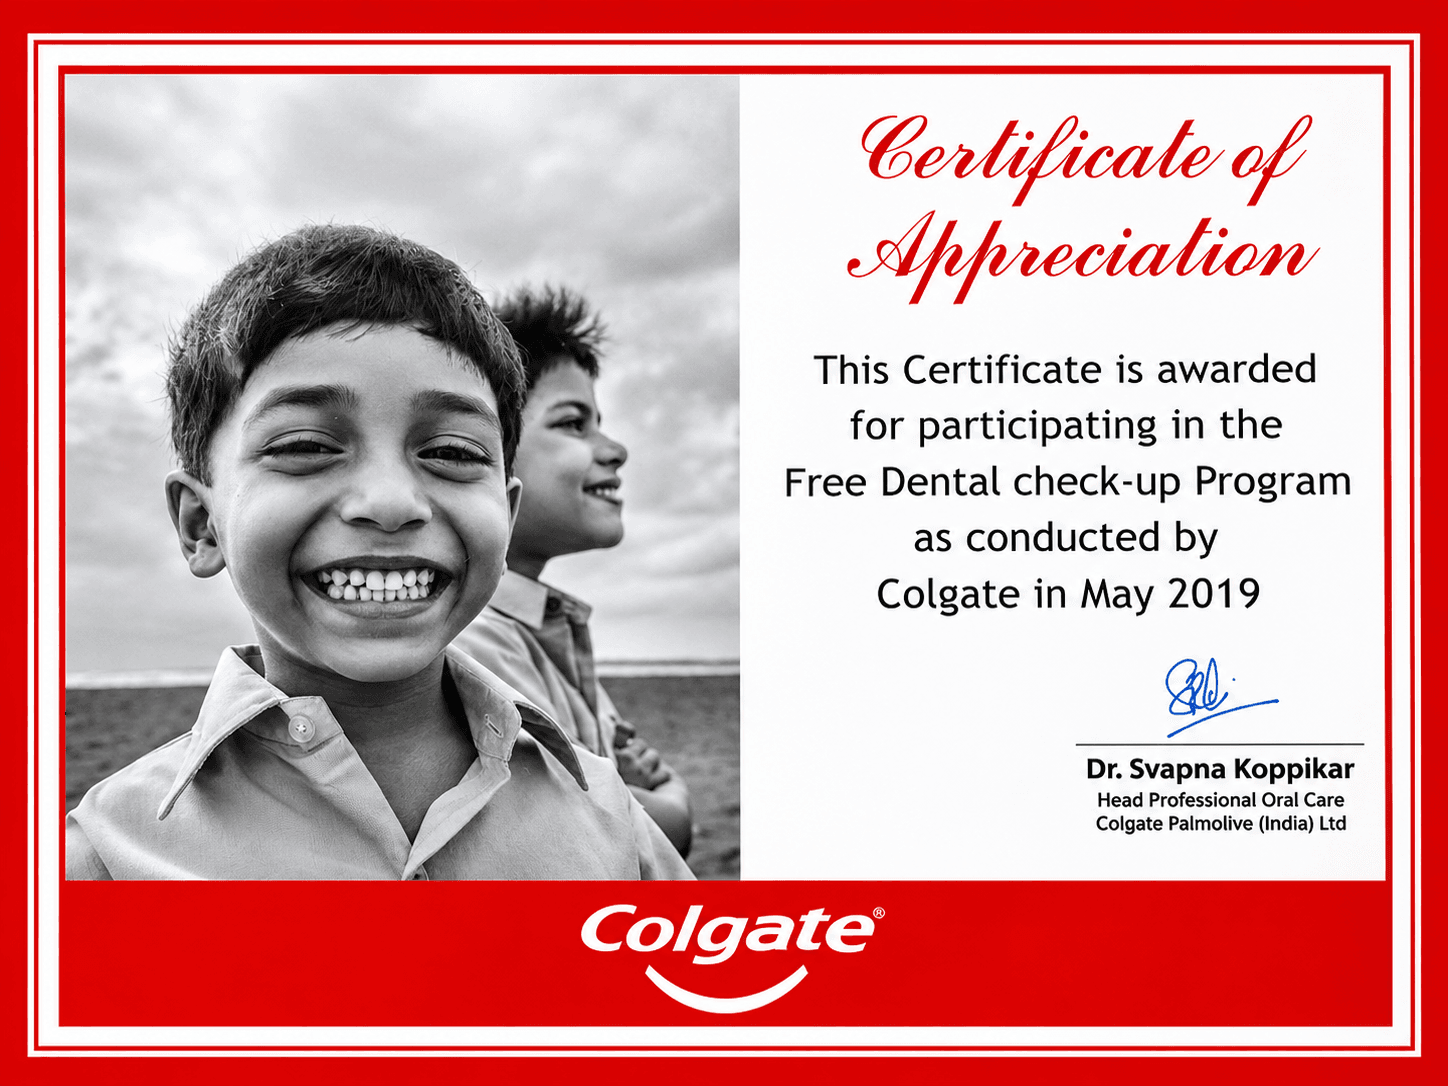 Certificate of
Appreciation
This Certificate is awarded
for participating in the
Free Dental check-up Program
as conducted by
Colgate in May 2019
Dr. Svapna Koppikar
Head Professional Oral Care
Colgate Palmolive (India) Ltd
Colgate®